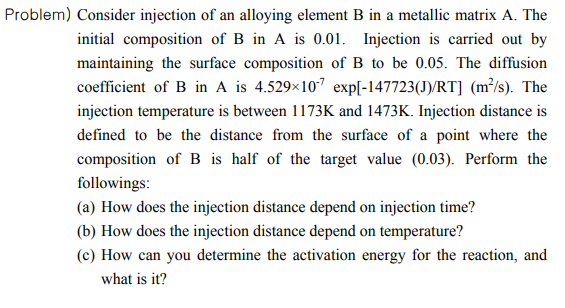 Problem) Consider injection of an alloying element B in a metallic matrix A. The
initial composition of B in A is 0.01. Injection is carried out by
maintaining the surface composition of B to be 0.05. The diffusion
coefficient of B in A is 4.529×10⁻⁷ exp[-147723(J)/RT] (m²/s). The
injection temperature is between 1173K and 1473K. Injection distance is
defined to be the distance from the surface of a point where the
composition of B is half of the target value (0.03). Perform the
followings:
(a) How does the injection distance depend on injection time?
(b) How does the injection distance depend on temperature?
(c) How can you determine the activation energy for the reaction, and
what is it?